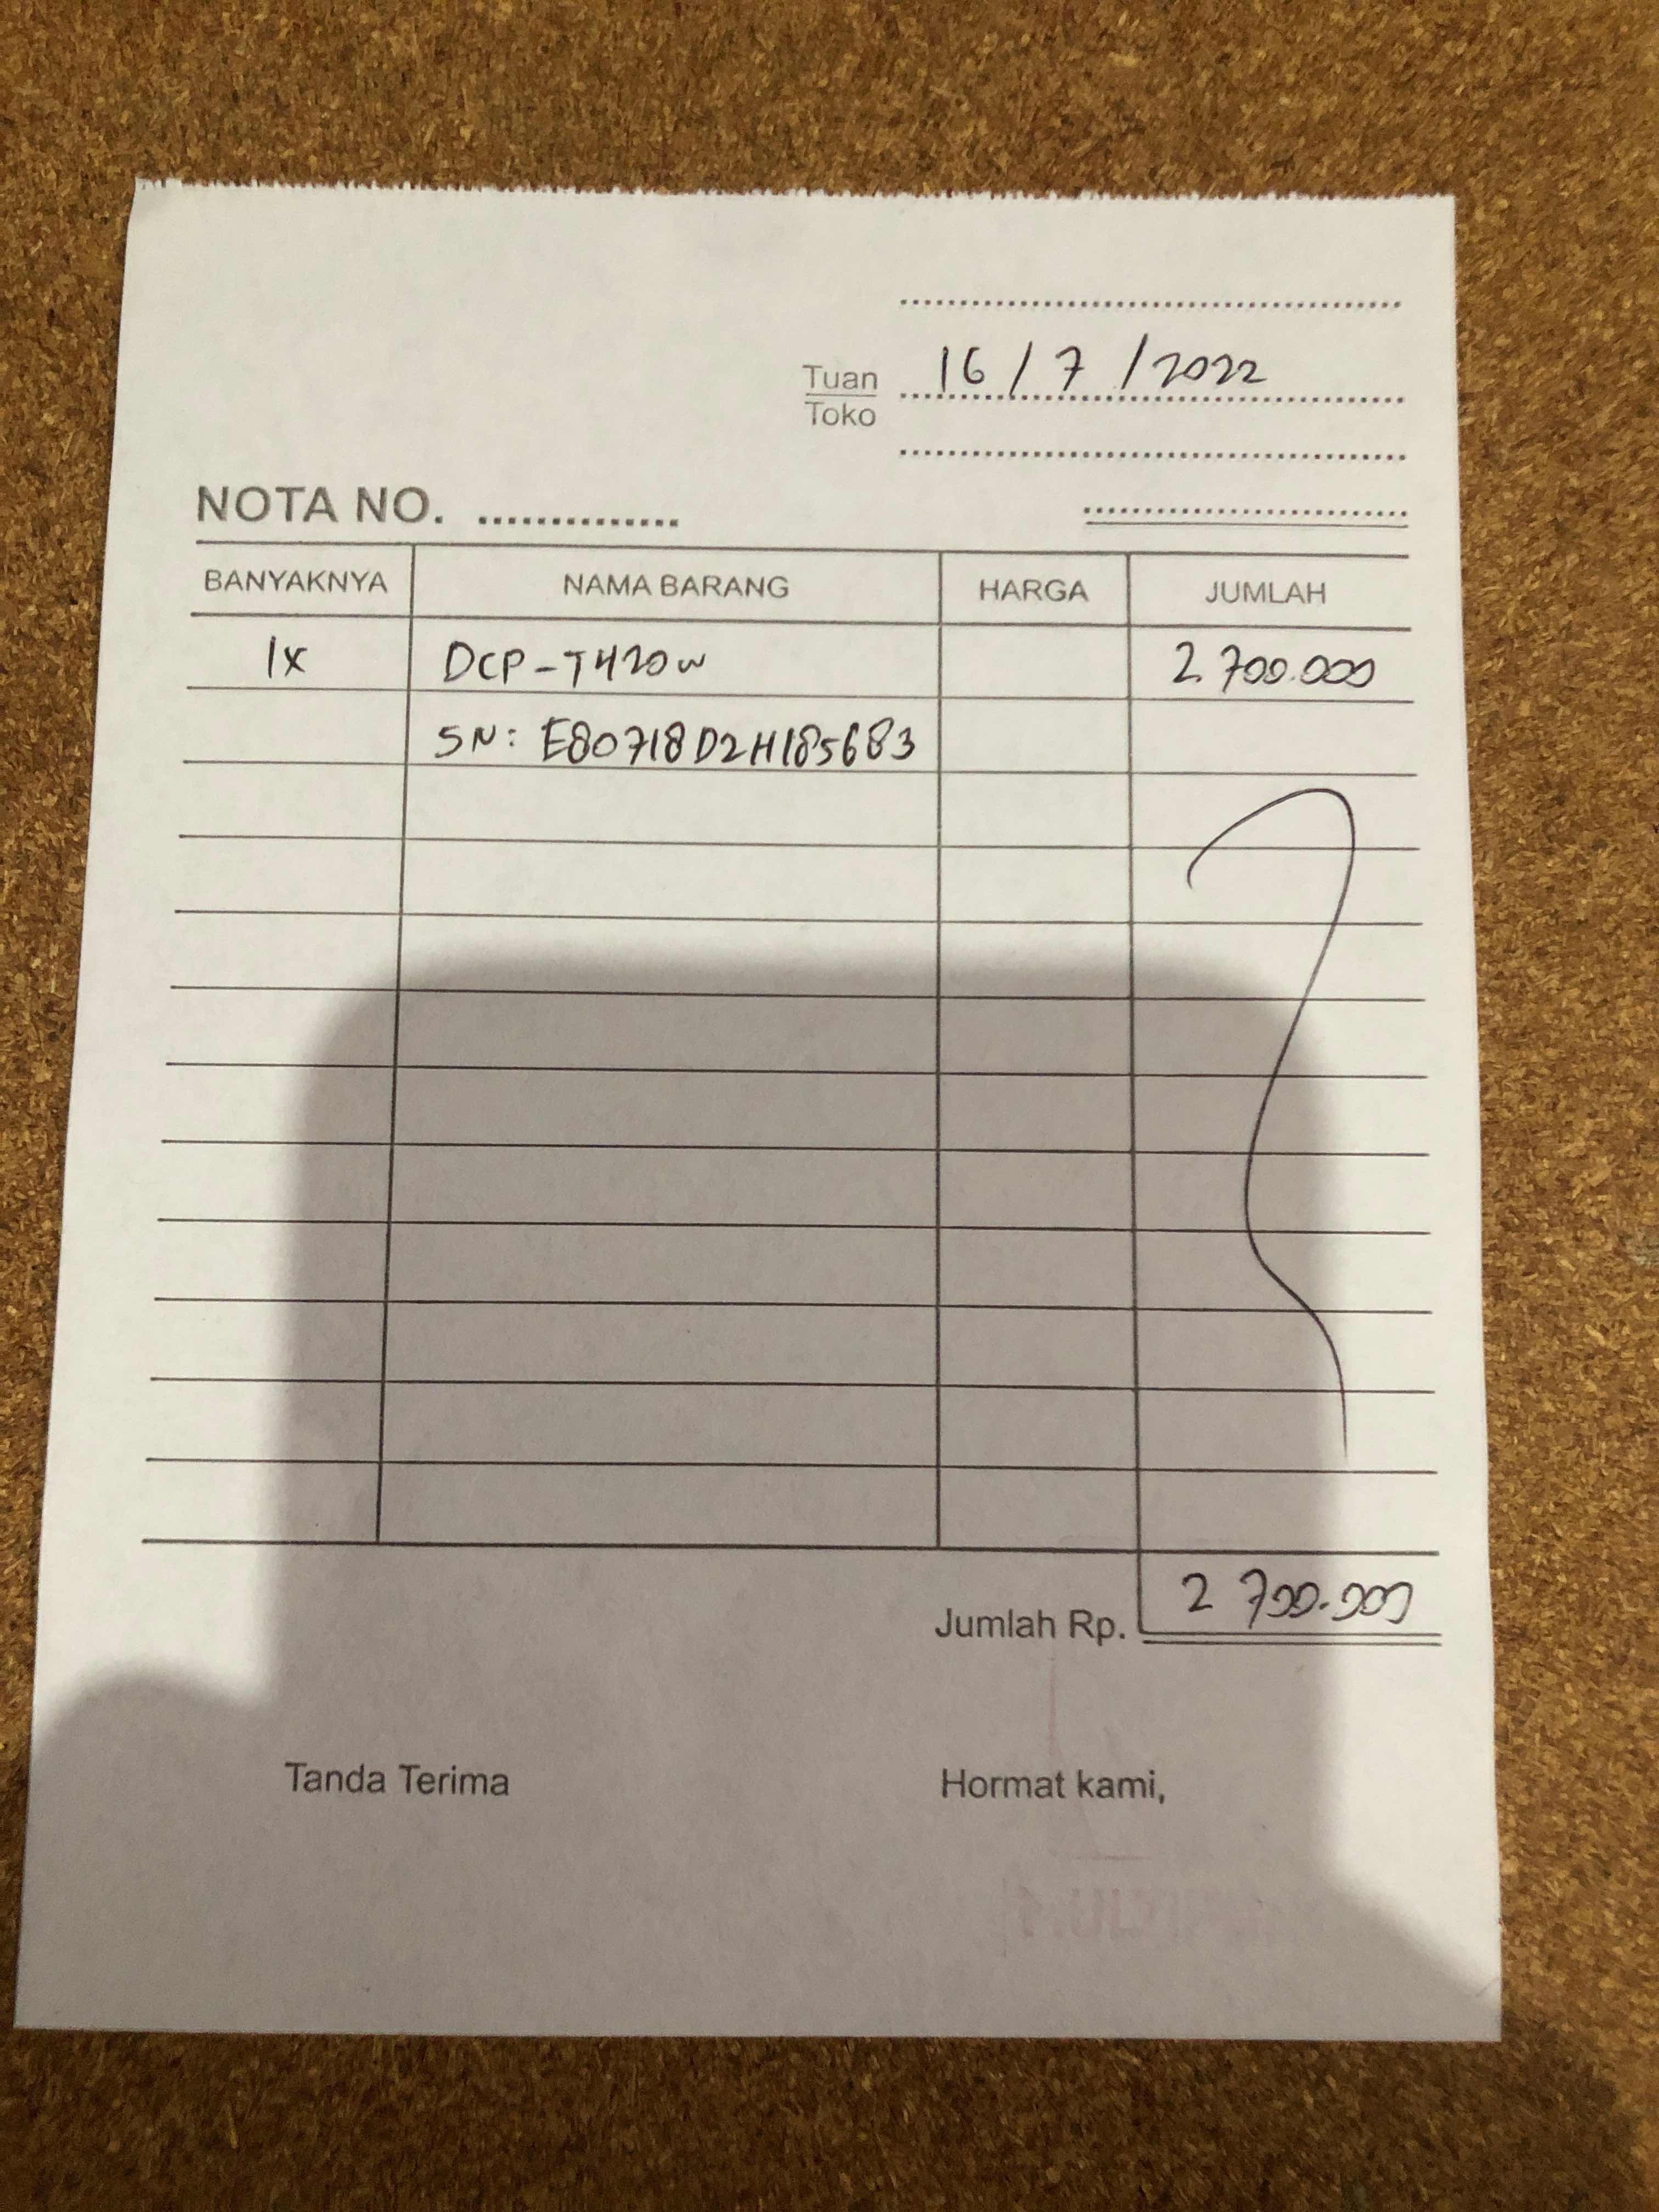 Tuan 16/7/2022
Toko
NOTA NO. ..............
BANYAKNYA NAMA BARANG HARGA JUMLAH
1x DCP-T420W 2.700.000
SN: E80718D2H185683
Jumlah Rp. 2 700.000
Tanda Terima Hormat kami,